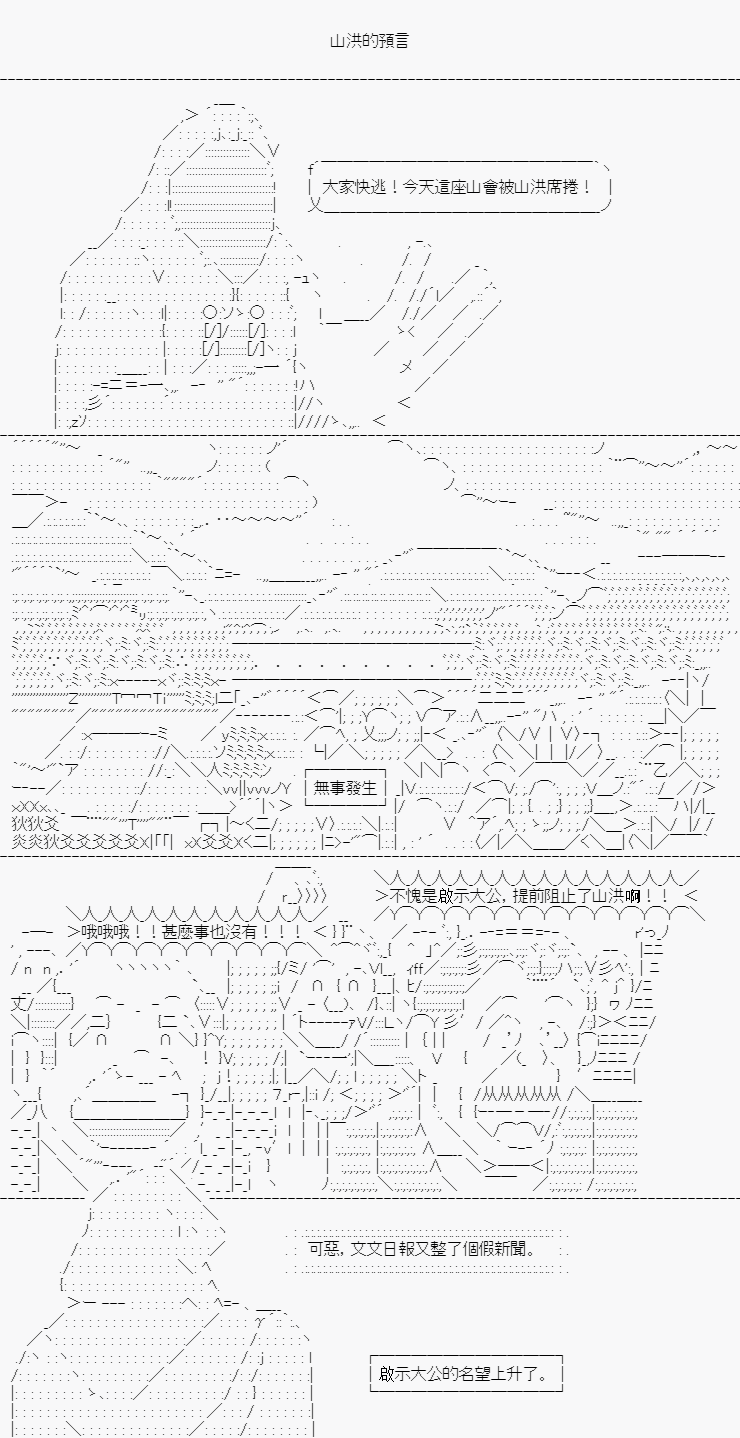 山洪的預言
大家快逃！今天這座山會被山洪席捲！
無事發生
不愧是啟示大公，提前阻止了山洪啊！！
哦哦哦！！甚麼事也沒有！！！
可惡，文文日報又整了個假新聞。
啟示大公的名望上升了。